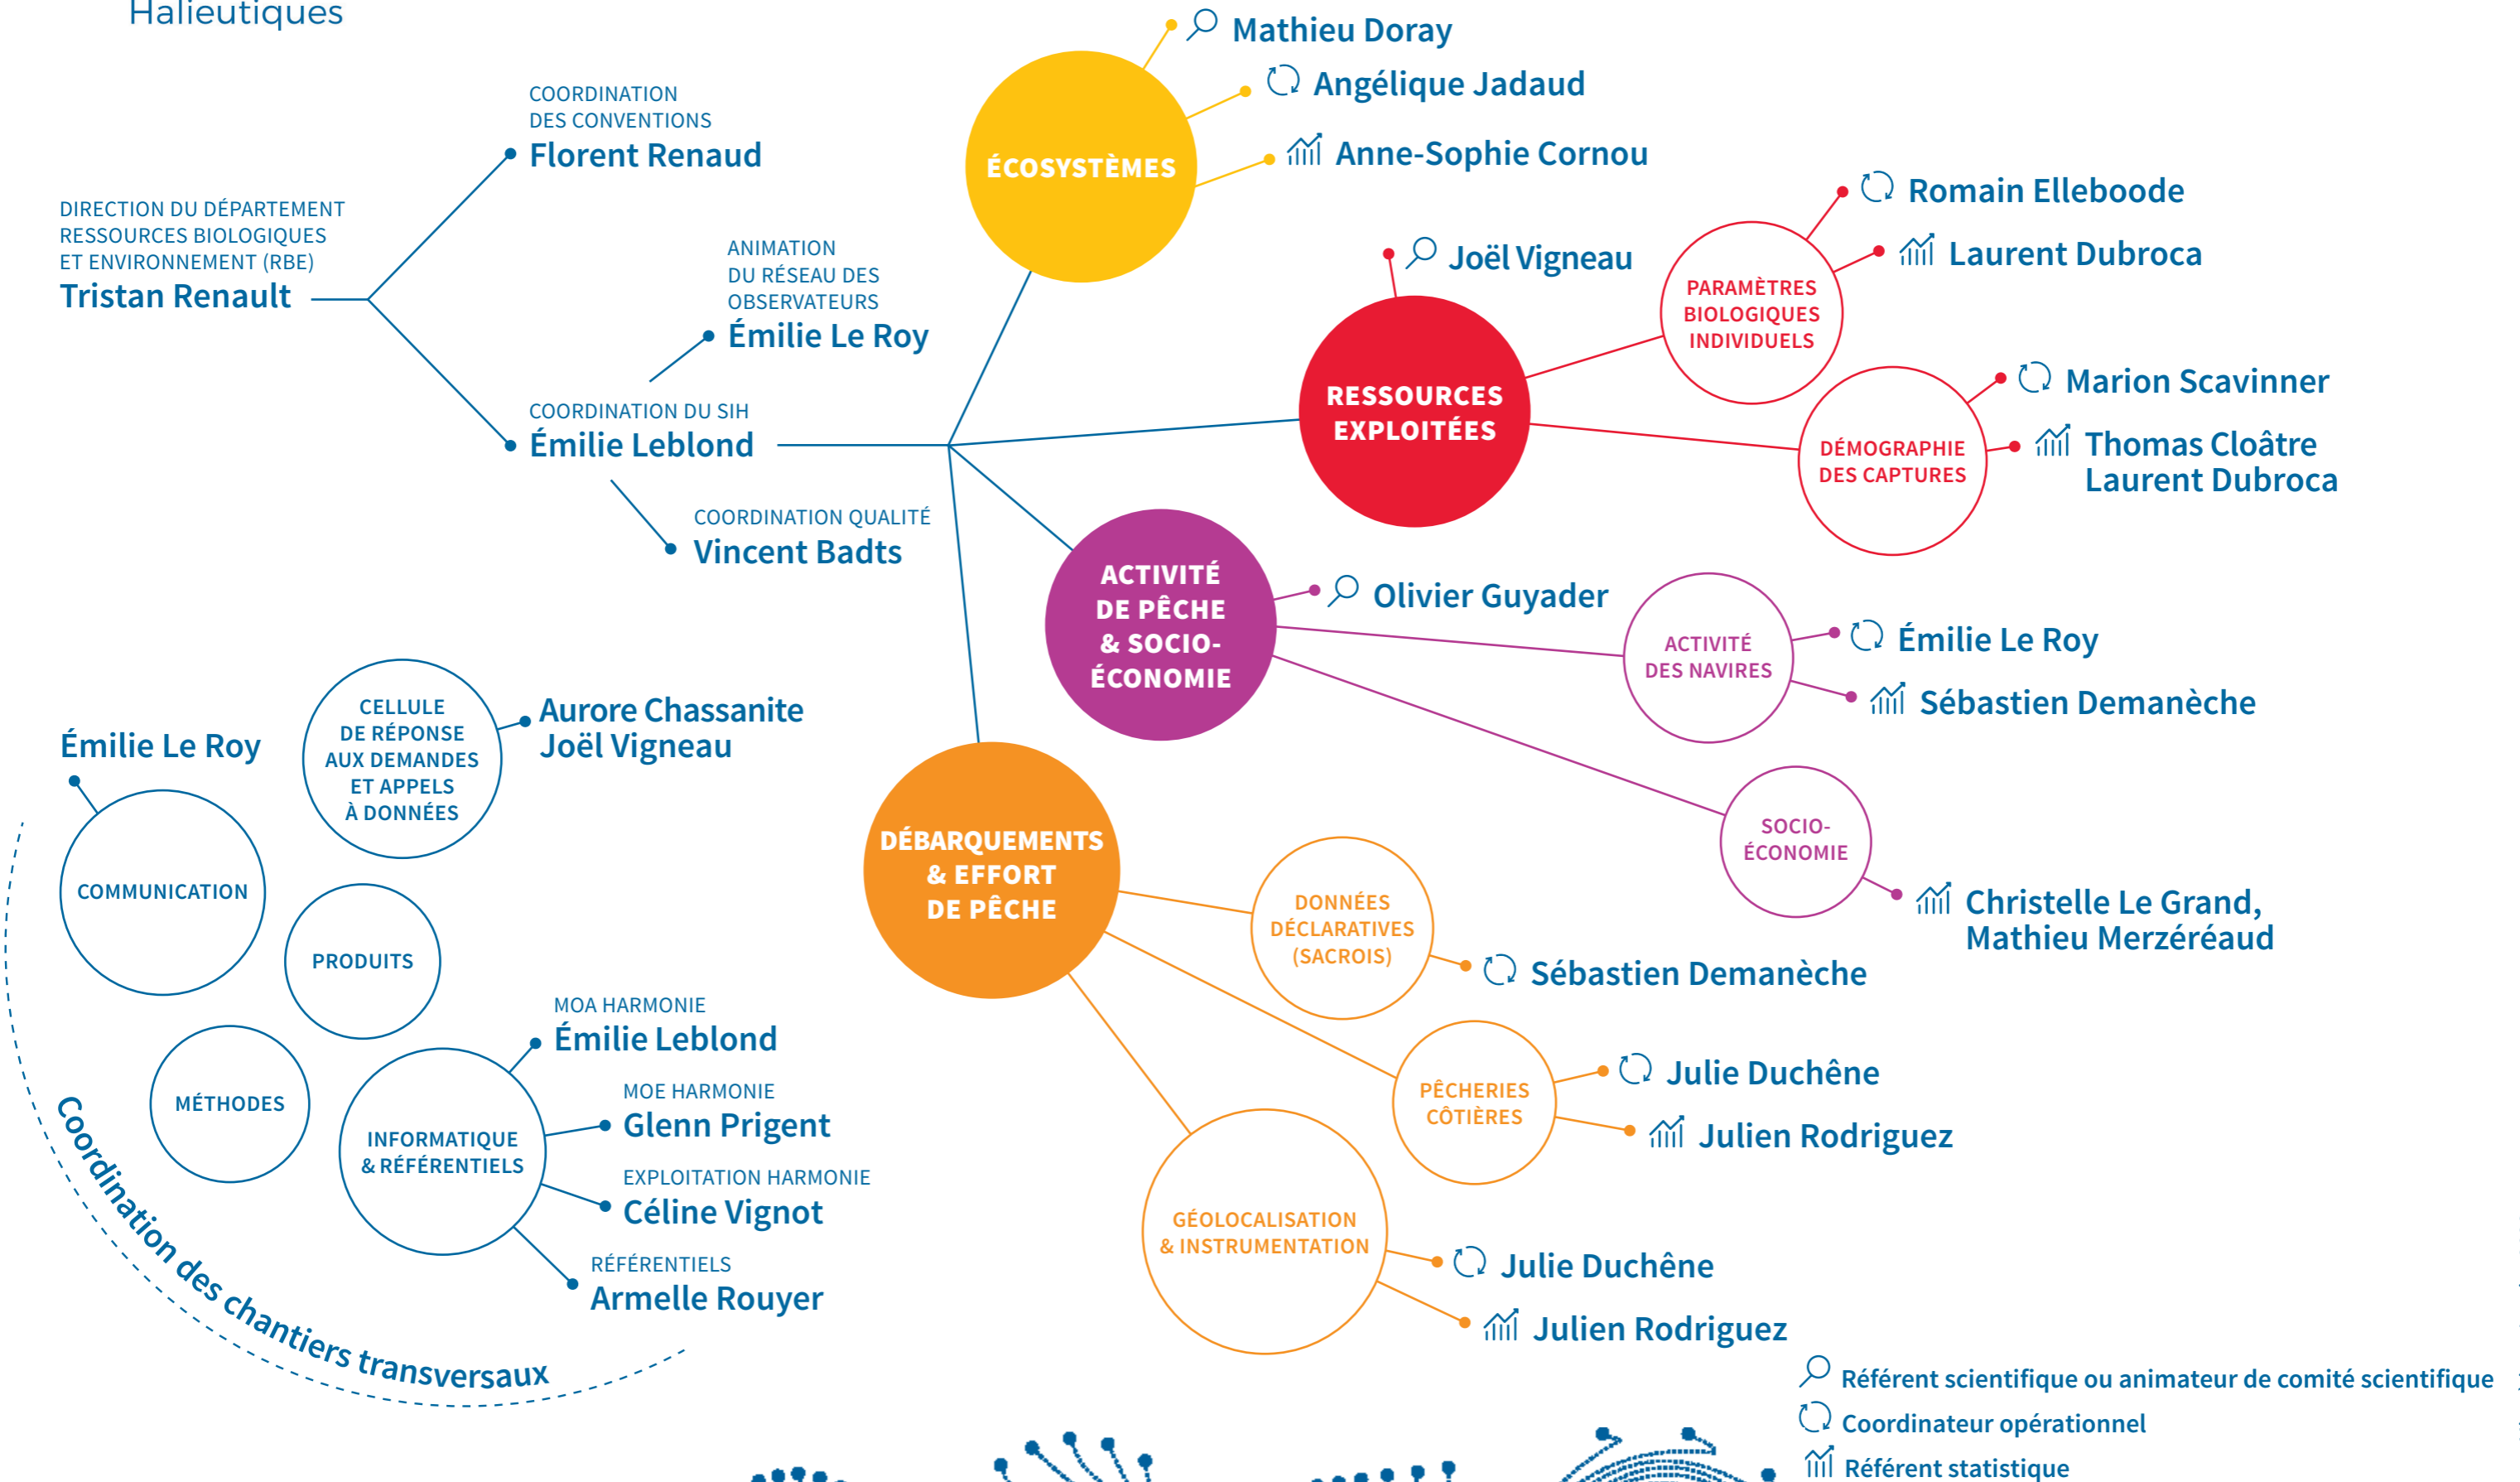 Halieutiques
COORDINATION
DES CONVENTIONS
Florent Renaud
DIRECTION DU DÉPARTEMENT
RESSOURCES BIOLOGIQUES
ET ENVIRONNEMENT (RBE)
Tristan Renault
ANIMATION
DU RÉSEAU DES
OBSERVATEURS
Émilie Le Roy
COORDINATION DU SIH
Émilie Leblond
COORDINATION QUALITÉ
Vincent Badts
ÉCOSYSTÈMES
Mathieu Doray
Angélique Jadaud
Anne-Sophie Cornou
RESSOURCES
EXPLOITÉES
Joël Vigneau
PARAMÈTRES
BIOLOGIQUES
INDIVIDUELS
Romain Elleboode
Laurent Dubroca
DÉMOGRAPHIE
DES CAPTURES
Marion Scavinner
Thomas Cloâtre
Laurent Dubroca
ACTIVITÉ
DE PÊCHE
& SOCIO-
ÉCONOMIE
Olivier Guyader
ACTIVITÉ
DES NAVIRES
Émilie Le Roy
Sébastien Demanèche
SOCIO-
ÉCONOMIE
Christelle Le Grand,
Mathieu Merzéréaud
DÉBARQUEMENTS
& EFFORT
DE PÊCHE
DONNÉES
DÉCLARATIVES
(SACROIS)
Sébastien Demanèche
PÊCHERIES
CÔTIÈRES
Julie Duchêne
Julien Rodriguez
GÉOLOCALISATION
& INSTRUMENTATION
Julie Duchêne
Julien Rodriguez
CELLULE
DE RÉPONSE
AUX DEMANDES
ET APPELS
À DONNÉES
Aurore Chassanite
Joël Vigneau
Émilie Le Roy
COMMUNICATION
PRODUITS
MÉTHODES
INFORMATIQUE
& RÉFÉRENTIELS
MOA HARMONIE
Émilie Leblond
MOE HARMONIE
Glenn Prigent
EXPLOITATION HARMONIE
Céline Vignot
RÉFÉRENTIELS
Armelle Rouyer
Coordination des chantiers transversaux
Référent scientifique ou animateur de comité scientifique
Coordinateur opérationnel
Référent statistique